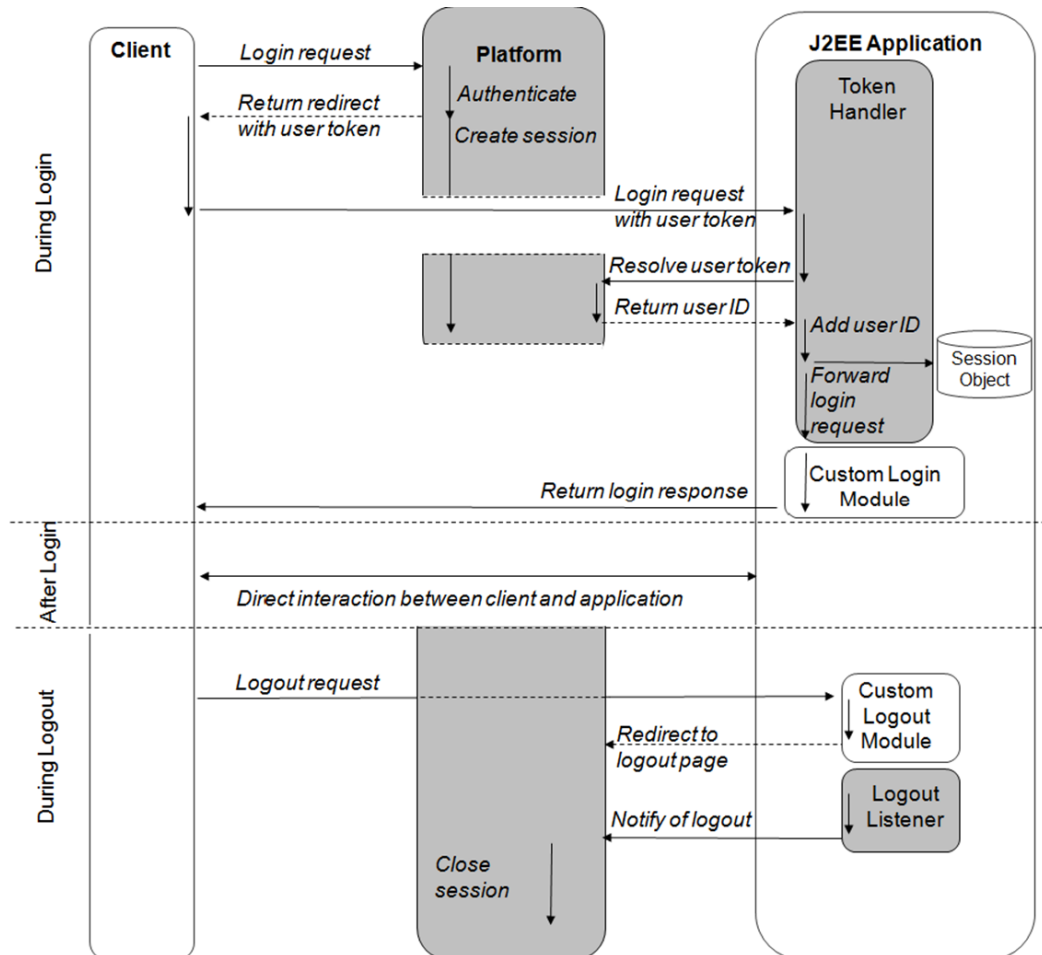 Client
Platform
J2EE Application
Login request
Authenticate
Token
Handler
Return redirect
with user token
Create session
During Login
Login request
with user token
Resolve user token
Return user ID
Add user ID
Session
Object
Forward
login
request
Custom Login
Module
Return login response
After Login
Direct interaction between client and application
During Logout
Logout request
Custom
Logout
Module
Redirect to
logout page
Logout
Listener
Notify of logout
Close
session